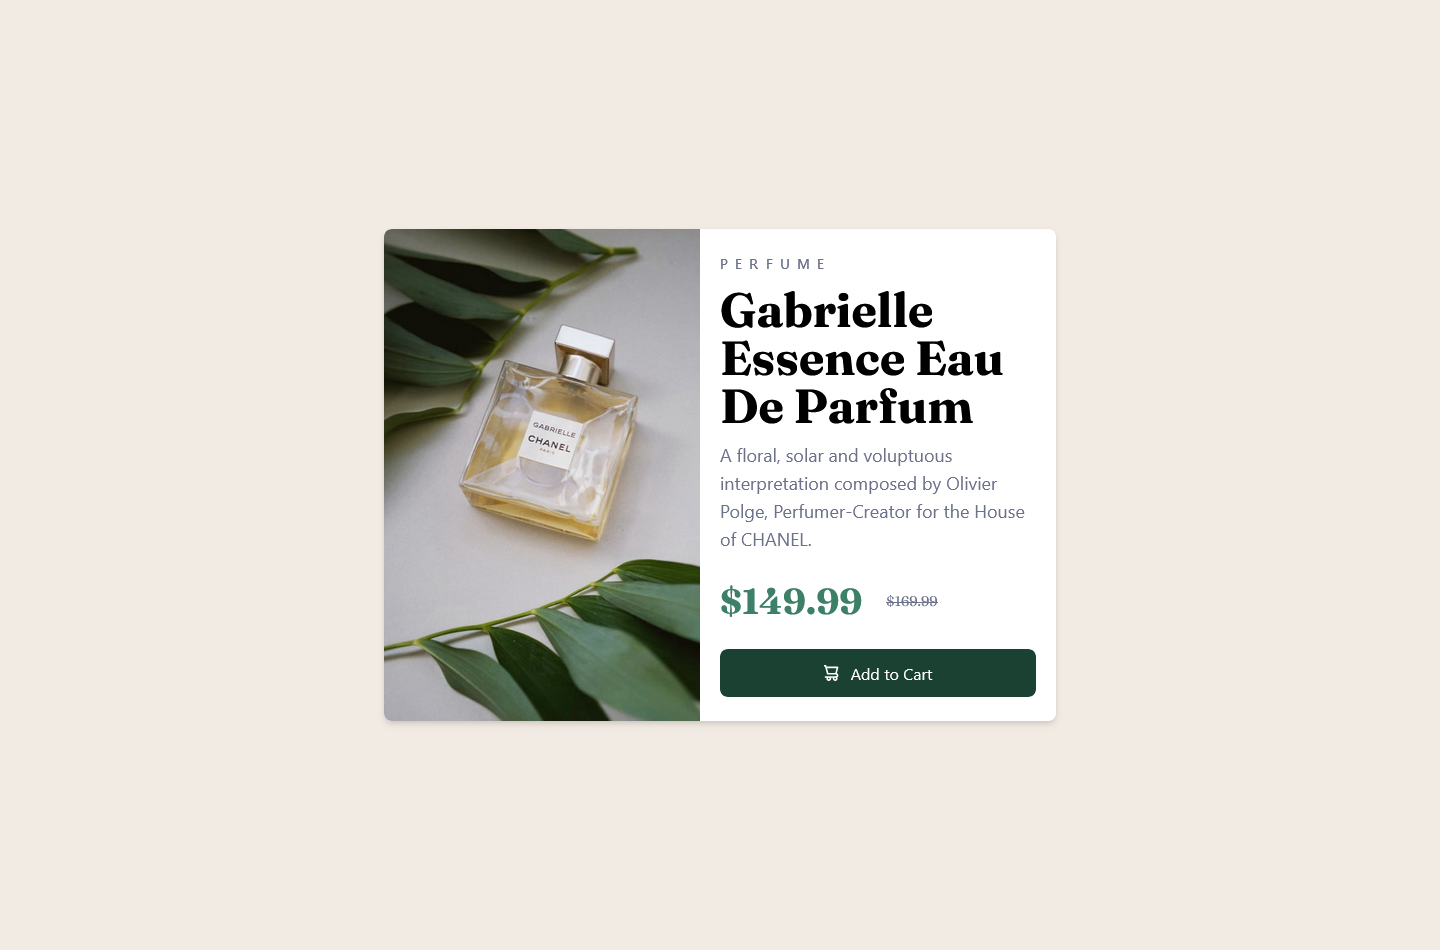 GABRIELLE
CHANEL
PARIS
PERFUME
Gabrielle
Essence Eau
De Parfum
A floral, solar and voluptuous
interpretation composed by Olivier
Polge, Perfumer-Creator for the House
of CHANEL.
$149.99 $169.99
Add to Cart